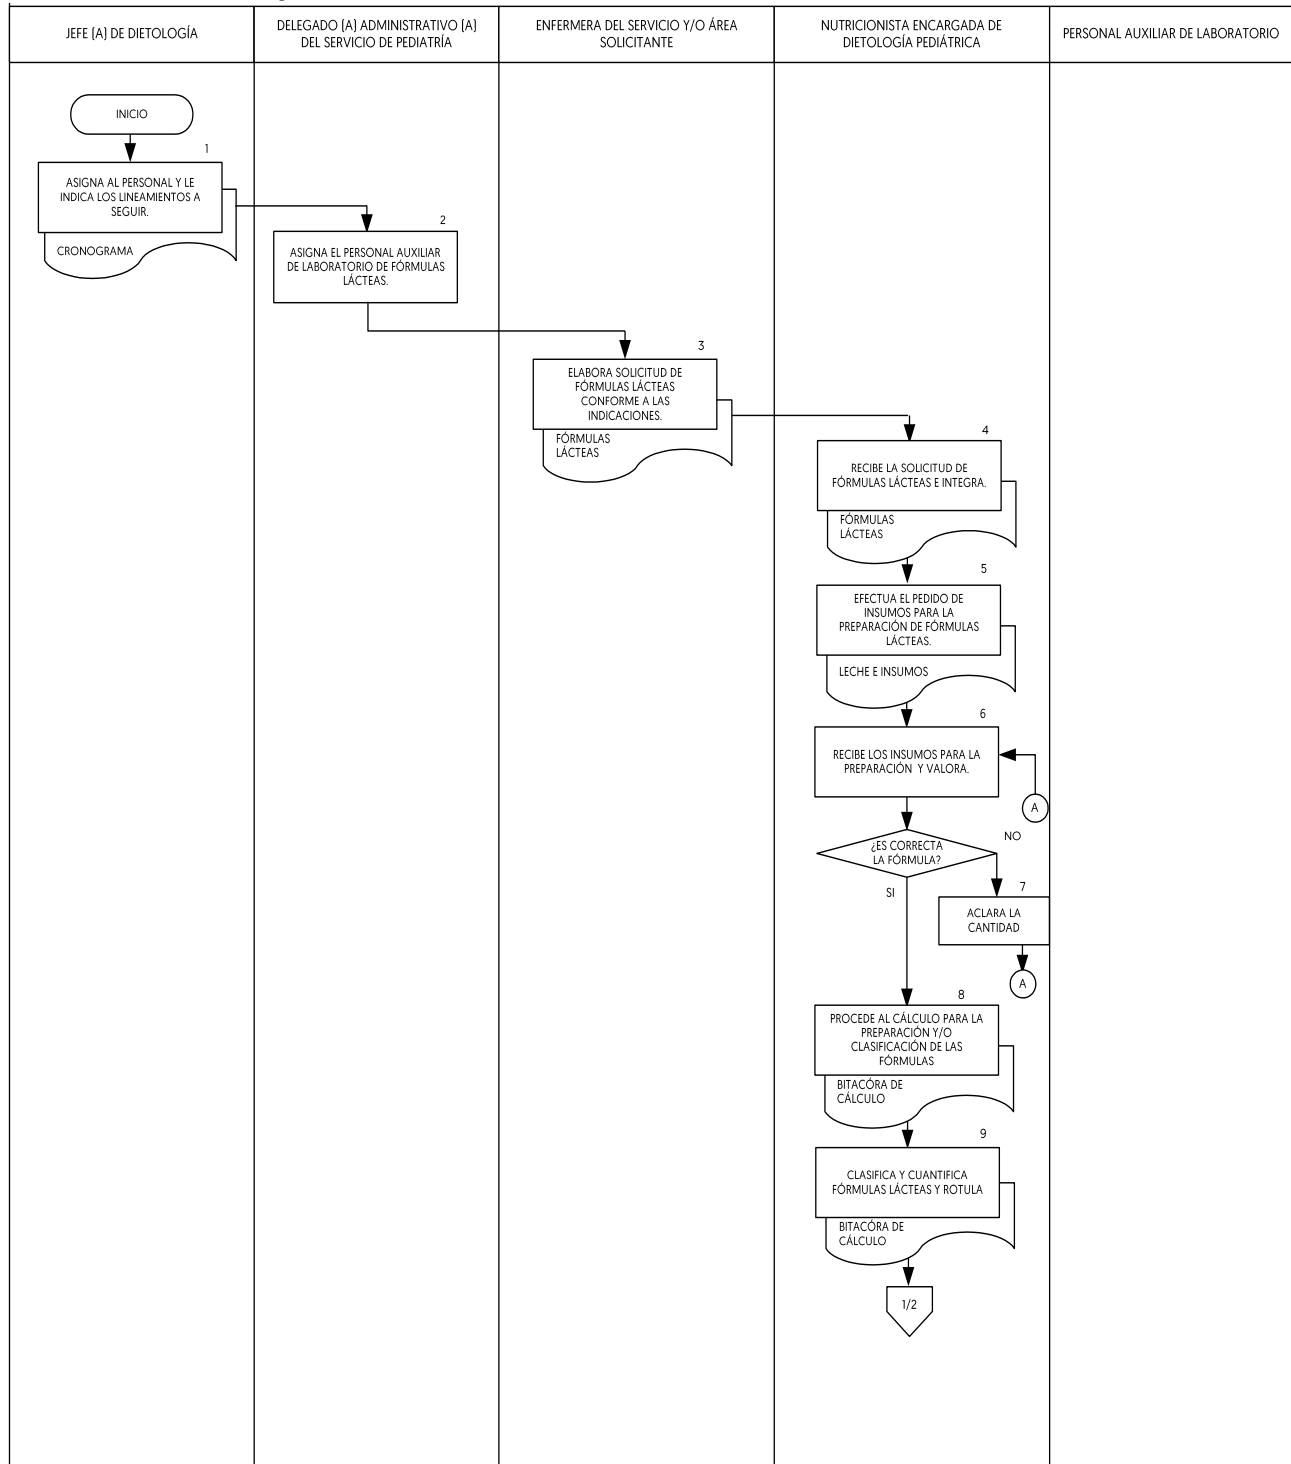 JEFE (A) DE DIETOLOGÍA
DELEGADO (A) ADMINISTRATIVO (A)
DEL SERVICIO DE PEDIATRÍA
ENFERMERA DEL SERVICIO Y/O ÁREA
SOLICITANTE
NUTRICIONISTA ENCARGADA DE
DIETOLOGÍA PEDIÁTRICA
PERSONAL AUXILIAR DE LABORATORIO
INICIO
1
ASIGNA AL PERSONAL Y LE
INDICA LOS LINEAMIENTOS A
SEGUIR.
CRONOGRAMA
2
ASIGNA EL PERSONAL AUXILIAR
DE LABORATORIO DE FÓRMULAS
LÁCTEAS.
3
ELABORA SOLICITUD DE
FÓRMULAS LÁCTEAS
CONFORME A LAS
INDICACIONES.
FÓRMULAS
LÁCTEAS
4
RECIBE LA SOLICITUD DE
FÓRMULAS LÁCTEAS E INTEGRA.
FÓRMULAS
LÁCTEAS
5
EFECTUA EL PEDIDO DE
INSUMOS PARA LA
PREPARACIÓN DE FÓRMULAS
LÁCTEAS.
LECHE E INSUMOS
6
RECIBE LOS INSUMOS PARA LA
PREPARACIÓN Y VALORA.
A
NO
¿ES CORRECTA
LA FÓRMULA?
SI
7
ACLARA LA
CANTIDAD
A
8
PROCEDE AL CÁLCULO PARA LA
PREPARACIÓN Y/O
CLASIFICACIÓN DE LAS
FÓRMULAS
BITACÓRA DE
CÁLCULO
9
CLASIFICA Y CUANTIFICA
FÓRMULAS LÁCTEAS Y ROTULA
BITACÓRA DE
CÁLCULO
1/2